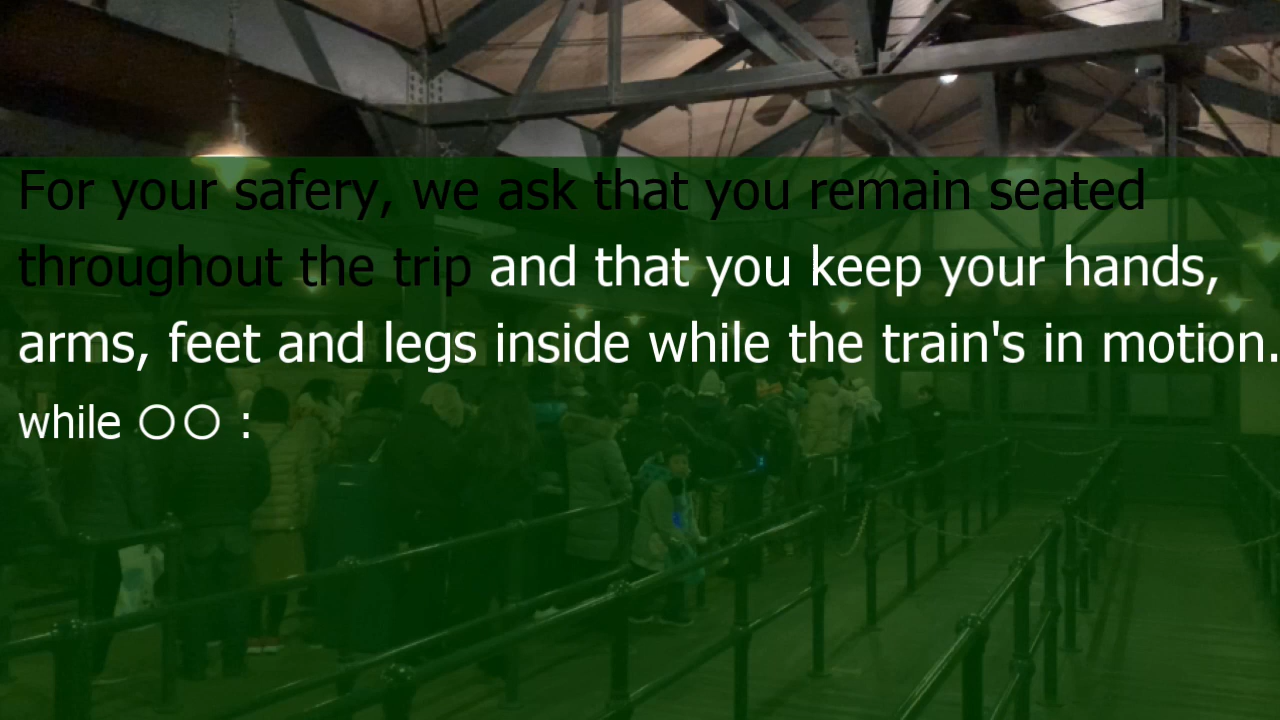 For your safery, we ask that you remain seated
throughout the trip and that you keep your hands,
arms, feet and legs inside while the train's in motion.
while ○○ :